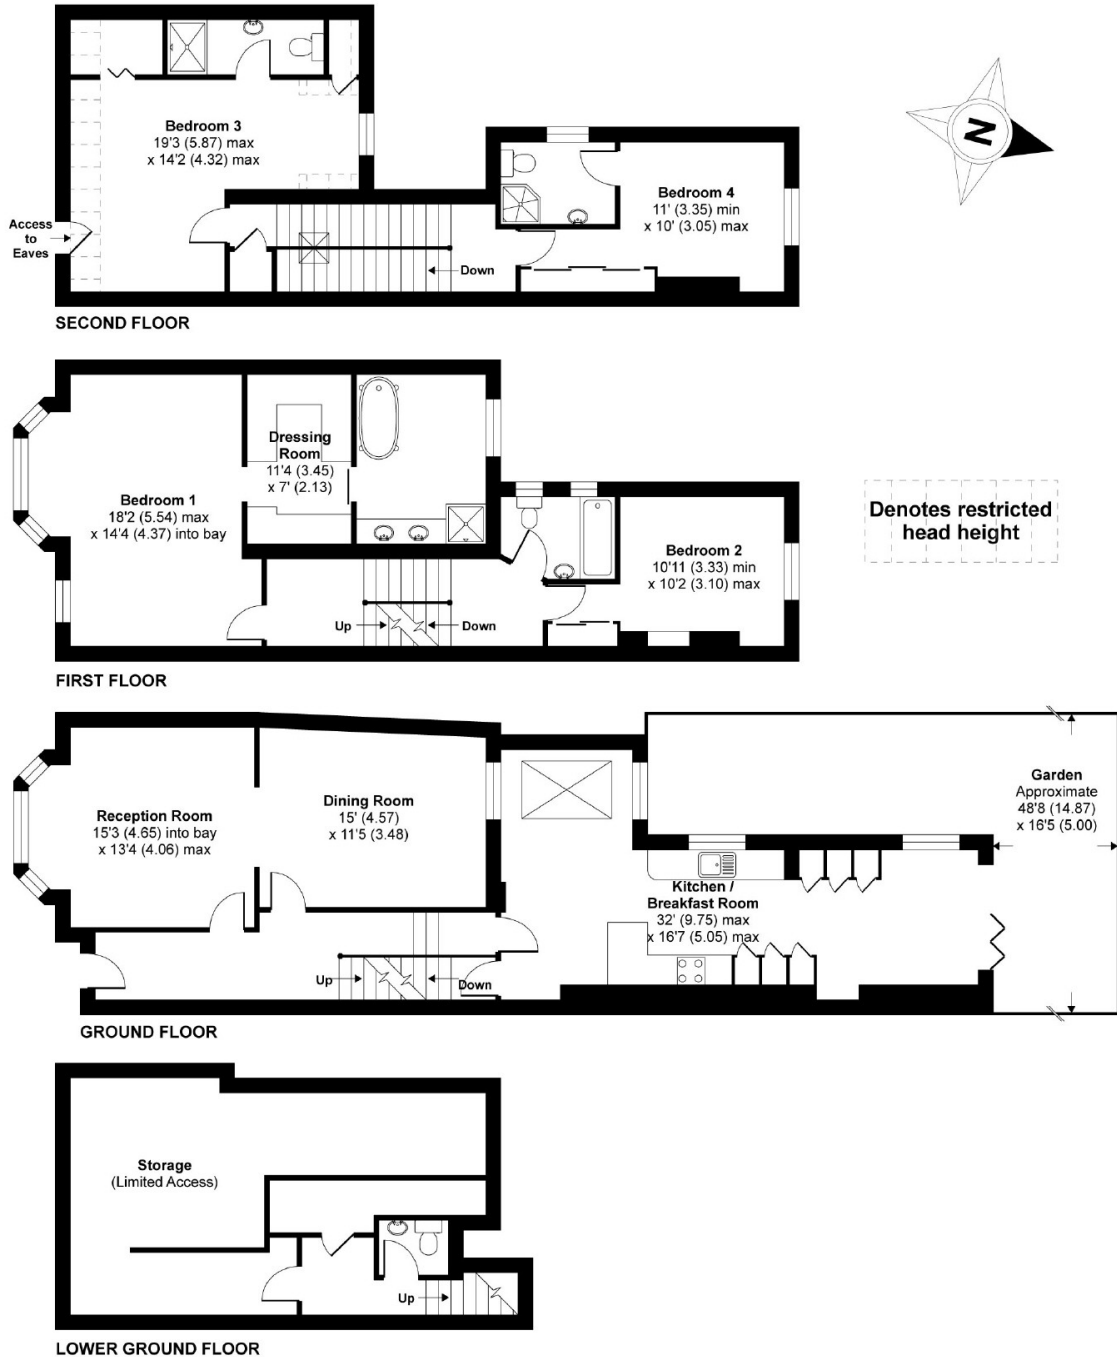 Bedroom 3
19'3 (5.87) max
x 14'2 (4.32) max
N
Bedroom 4
11' (3.35) min
x 10' (3.05) max
Access
to
Eaves
Down
SECOND FLOOR
Dressing
Room
11'4 (3.45)
x 7' (2.13)
Bedroom 1
18'2 (5.54) max
x 14'4 (4.37) into bay
Denotes restricted
head height
Bedroom 2
10'11 (3.33) min
x 10'2 (3.10) max
Up
Down
FIRST FLOOR
Reception Room
15'3 (4.65) into bay
x 13'4 (4.06) max
Dining Room
15' (4.57)
x 11'5 (3.48)
Garden
Approximate
48'8 (14.87)
x 16'5 (5.00)
Kitchen /
Breakfast Room
32' (9.75) max
x 16'7 (5.05) max
Up
Down
GROUND FLOOR
Storage
(Limited Access)
Up
LOWER GROUND FLOOR